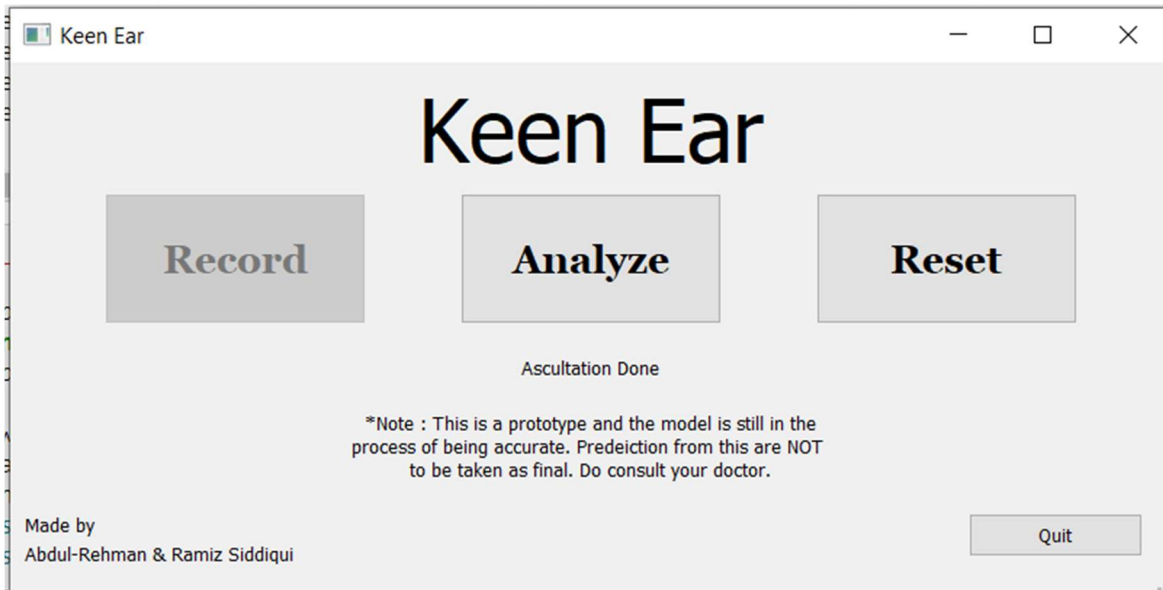 Keen Ear
Keen Ear
Record
Analyze
Reset
Ascultation Done
*Note : This is a prototype and the model is still in the
process of being accurate. Predeiction from this are NOT
to be taken as final. Do consult your doctor.
Made by
Abdul-Rehman & Ramiz Siddiqui
Quit